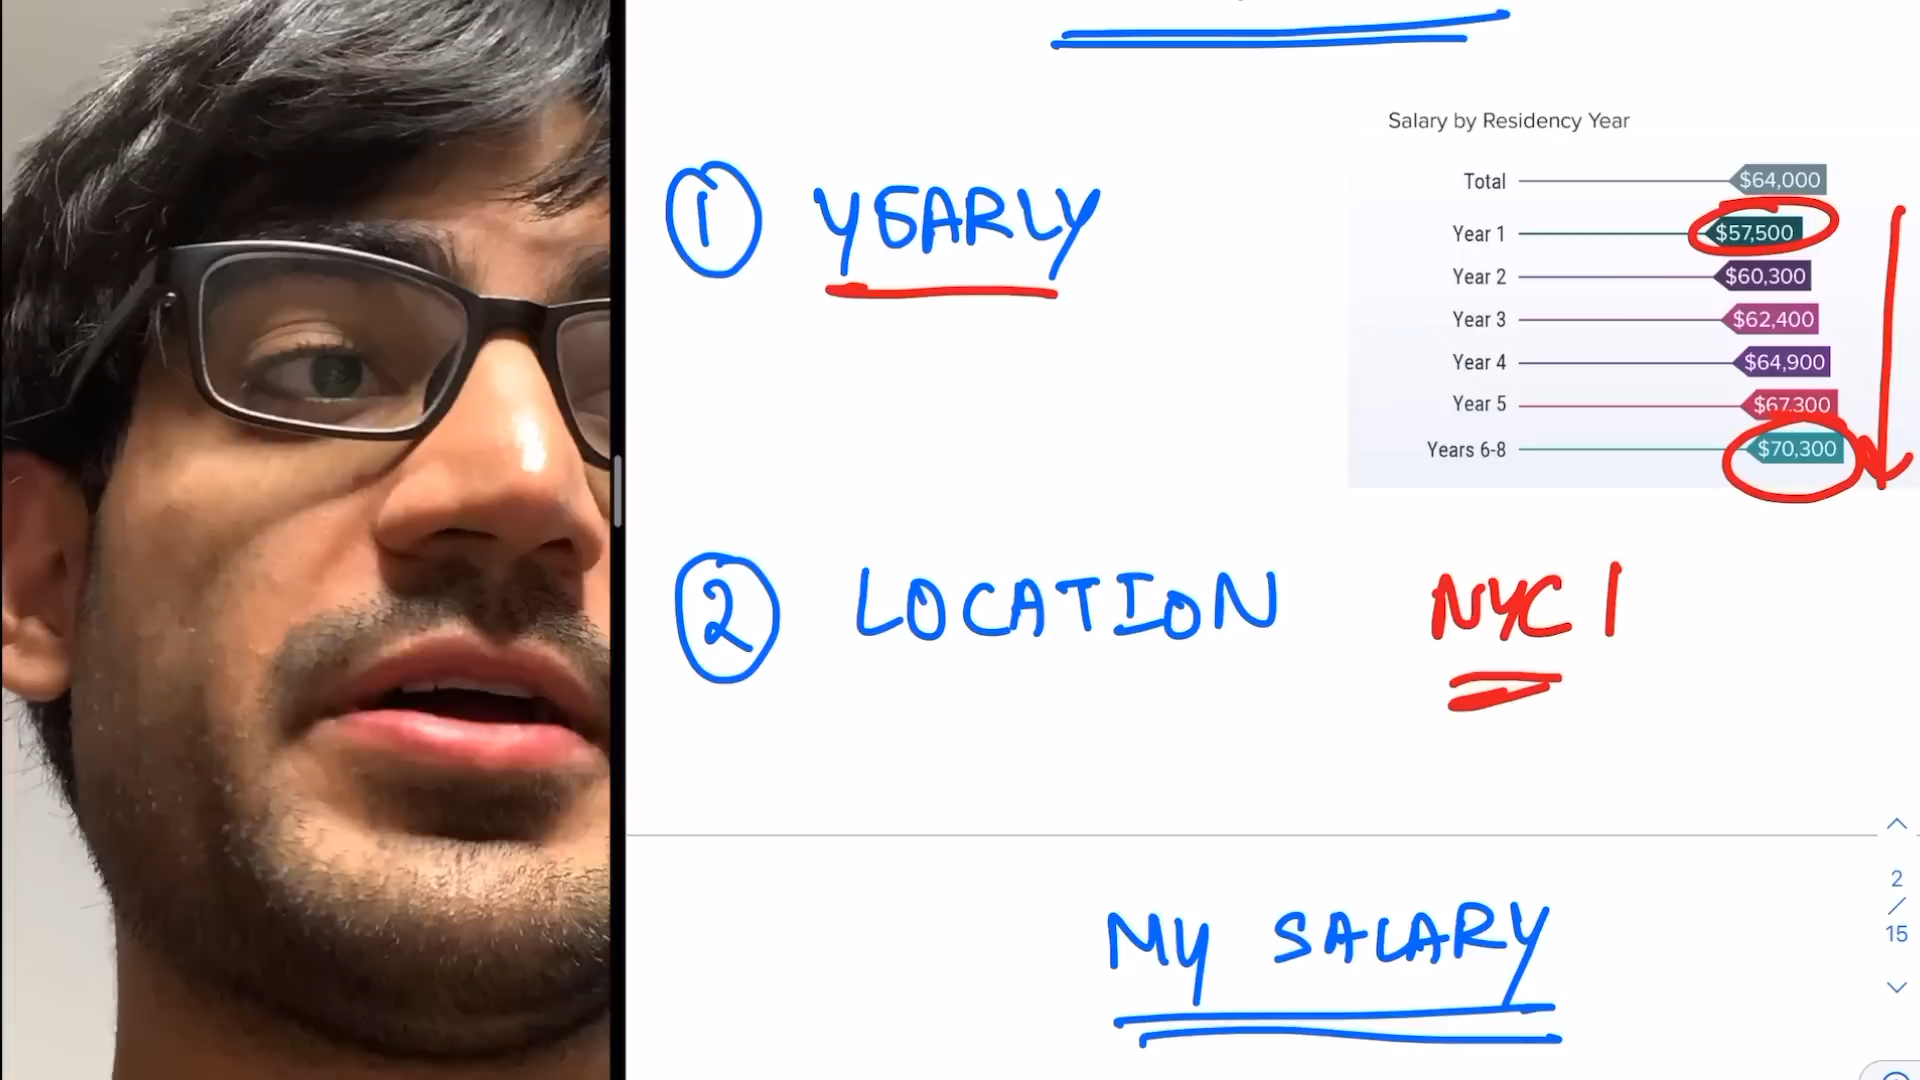 Salary by Residency Year
Total $64,000
Year 1 $57,500
Year 2 $60,300
Year 3 $62,400
Year 4 $64,900
Year 5 $67,300
Years 6-8 $70,300
1 YEARLY
2 LOCATION NYC |
MY SALARY
2
/
15